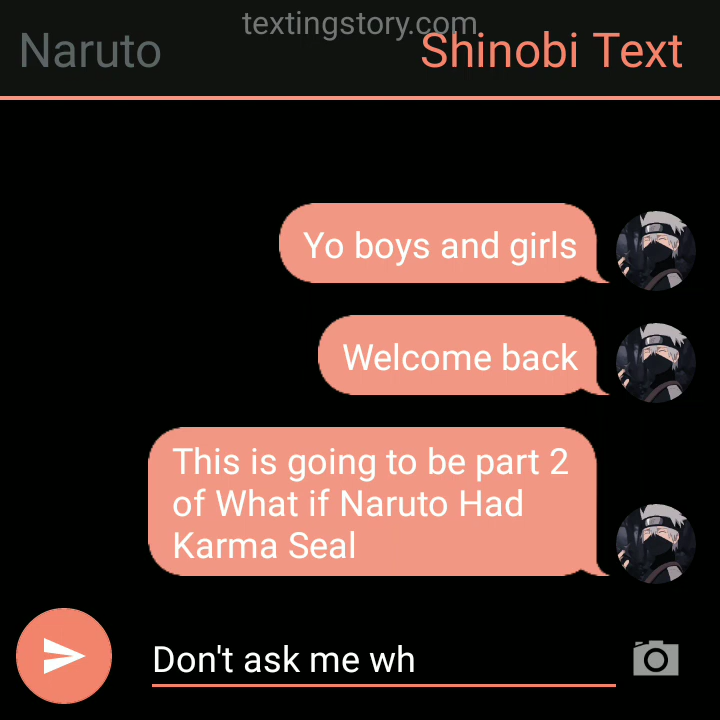 textingstory.com
Naruto
Shinobi Text
Yo boys and girls
Welcome back
This is going to be part 2
of What if Naruto Had
Karma Seal
Don't ask me wh